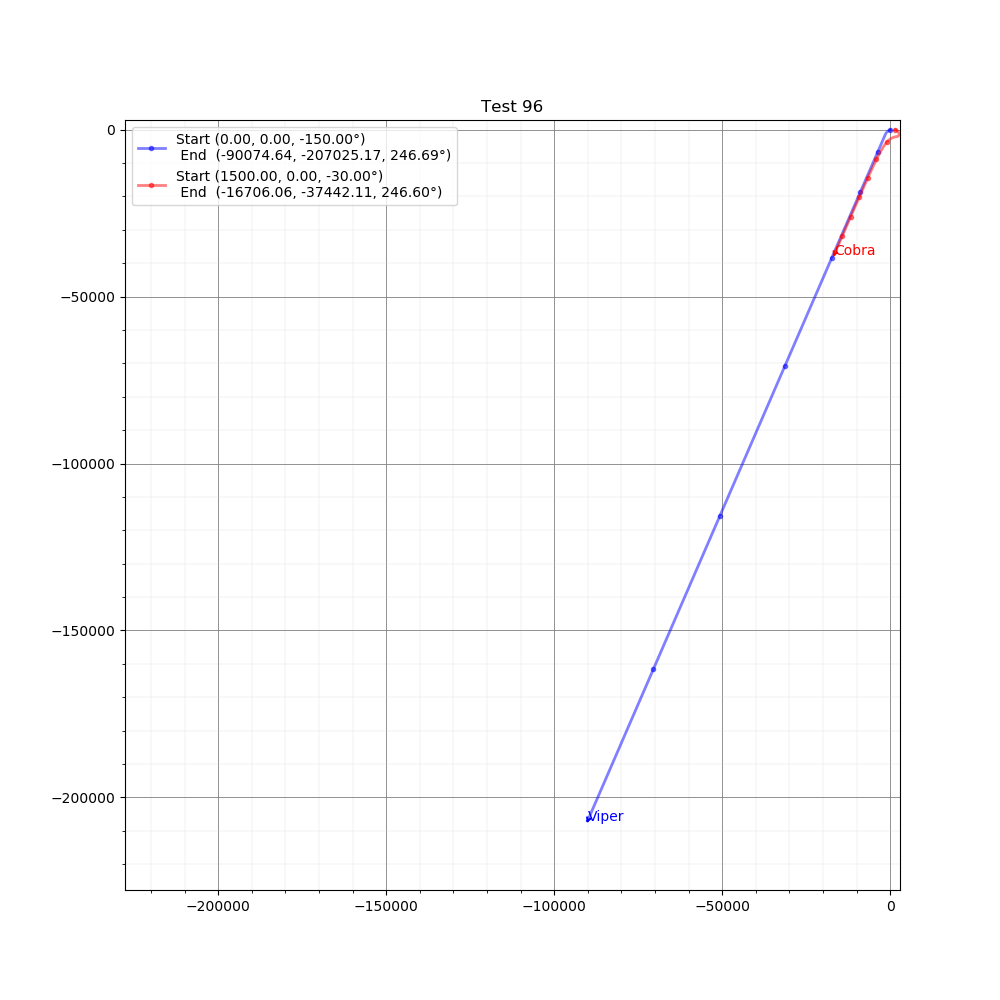 Test 96
Start (0.00, 0.00, -150.00°)
End (-90074.64, -207025.17, 246.69°)
Start (1500.00, 0.00, -30.00°)
End (-16706.06, -37442.11, 246.60°)
0
−50000
−100000
−150000
−200000
Cobra
Viper
−200000
−150000
−100000
−50000
0